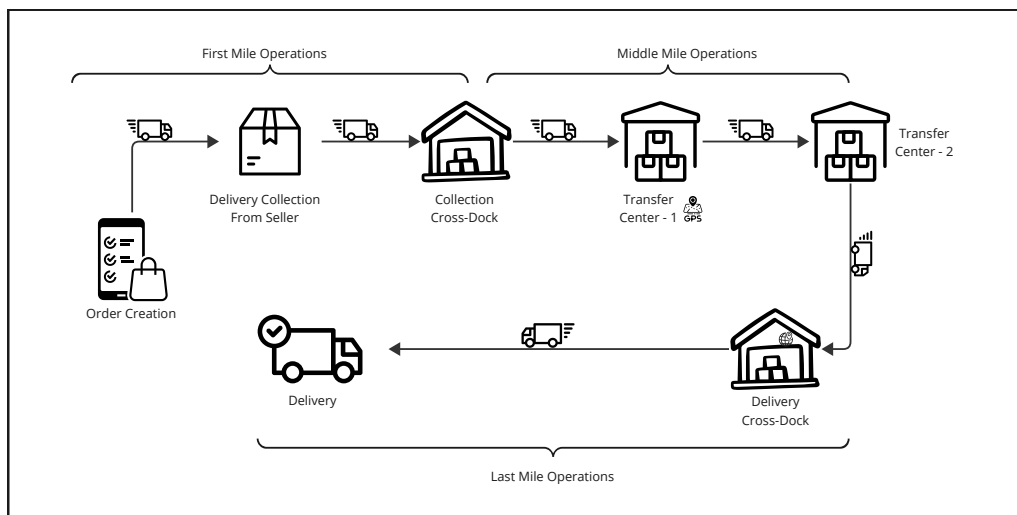 First Mile Operations
Middle Mile Operations
Delivery Collection
From Seller
Collection
Cross-Dock
Transfer
Center - 1
GPS
Transfer
Center - 2
Order Creation
Delivery
Delivery
Cross-Dock
Last Mile Operations